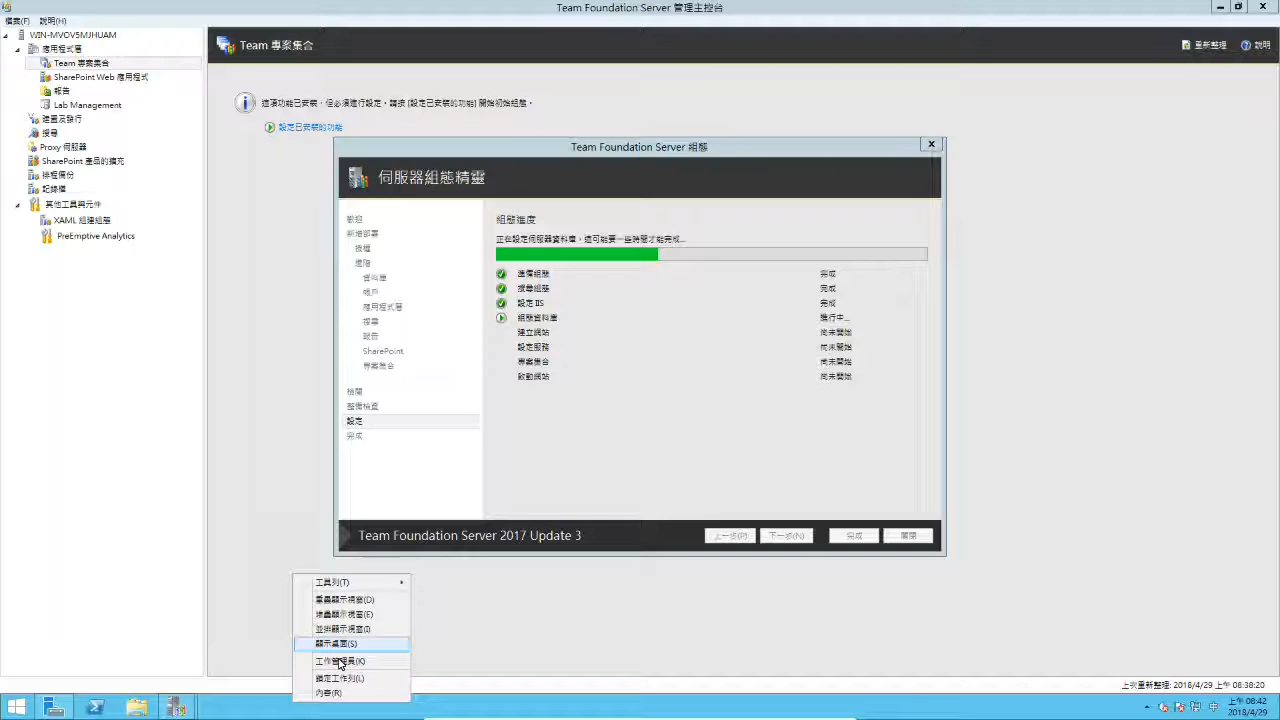 Team Foundation Server 管理主控台
檔案(F) 說明(H)
WIN-MVOV5MJHUAM
應用程式層
Team 專案集合
SharePoint Web 應用程式
報告
Lab Management
建置及發行
搜尋
Proxy 伺服器
SharePoint 產品的擴充
排程備份
記錄檔
其他工具與元件
XAML 組建組態
PreEmptive Analytics
Team 專案集合
重新整理 說明
這項功能已安裝，但必須進行設定。請按 [設定已安裝的功能] 開始初始組態。
設定已安裝的功能
Team Foundation Server 組態
伺服器組態精靈
歡迎
新增部署
授權
進階
資料庫
帳戶
應用程式層
搜尋
報告
SharePoint
專案集合
檢閱
整備檢查
設定
完成
組態進度
正在設定伺服器資料庫，這可能要一些時間才能完成...
準備組態 完成
搜尋組態 完成
設定 IIS 完成
組態資料庫 進行中...
建立網站 尚未開始
設定服務 尚未開始
專案集合 尚未開始
啟動網站 尚未開始
Team Foundation Server 2017 Update 3
上一步(P) 下一步(N) 完成 關閉
工具列(T)
重疊顯示視窗(D)
堆疊顯示視窗(E)
並排顯示視窗(I)
顯示桌面(S)
工作管理員(K)
鎖定工作列(L)
內容(R)
上次重新整理: 2018/4/29 上午 08:38:20
中
上午 08:42
2018/4/29